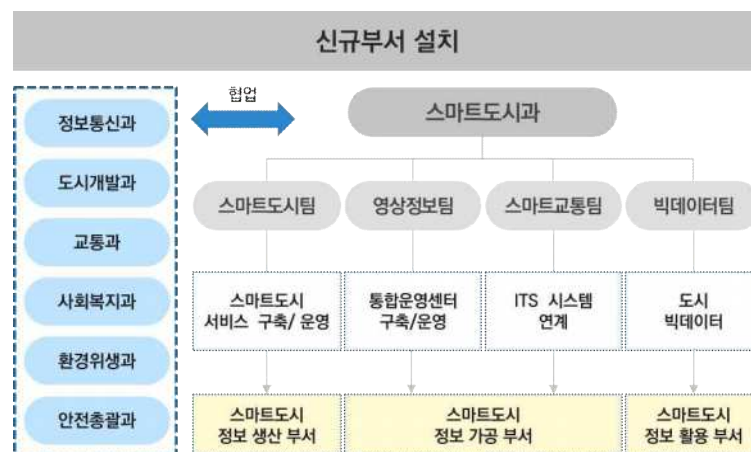 신규부서 설치
협업
정보통신과
도시개발과
교통과
사회복지과
환경위생과
안전총괄과
스마트도시과
스마트도시팀
영상정보팀
스마트교통팀
빅데이터팀
스마트도시
서비스 구축/ 운영
통합운영센터
구축/운영
ITS 시스템
연계
도시
빅데이터
스마트도시
정보 생산 부서
스마트도시
정보 가공 부서
스마트도시
정보 활용 부서